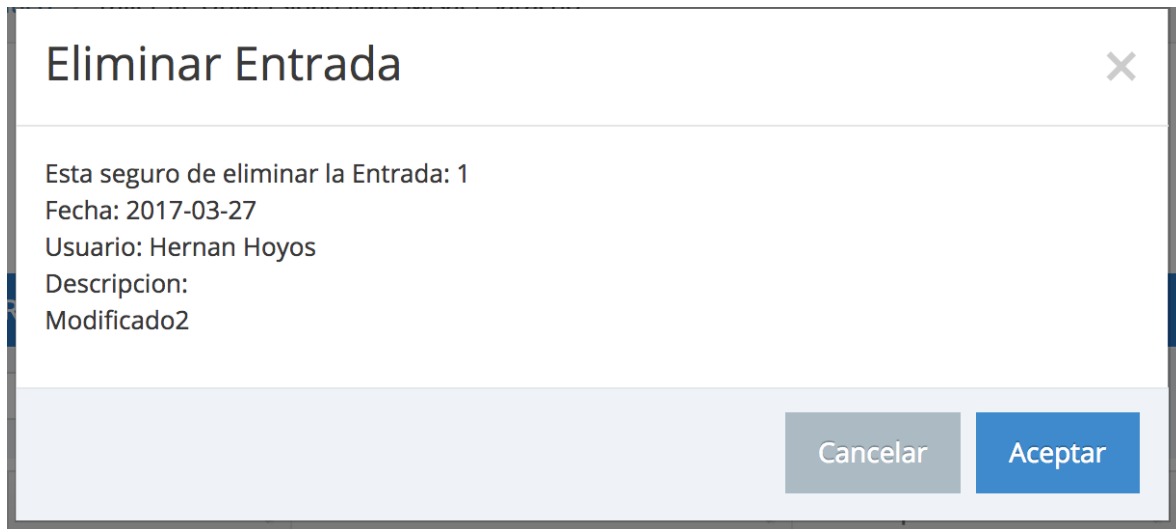 Eliminar Entrada
Esta seguro de eliminar la Entrada: 1
Fecha: 2017-03-27
Usuario: Hernan Hoyos
Descripcion:
Modificado2
Cancelar
Aceptar